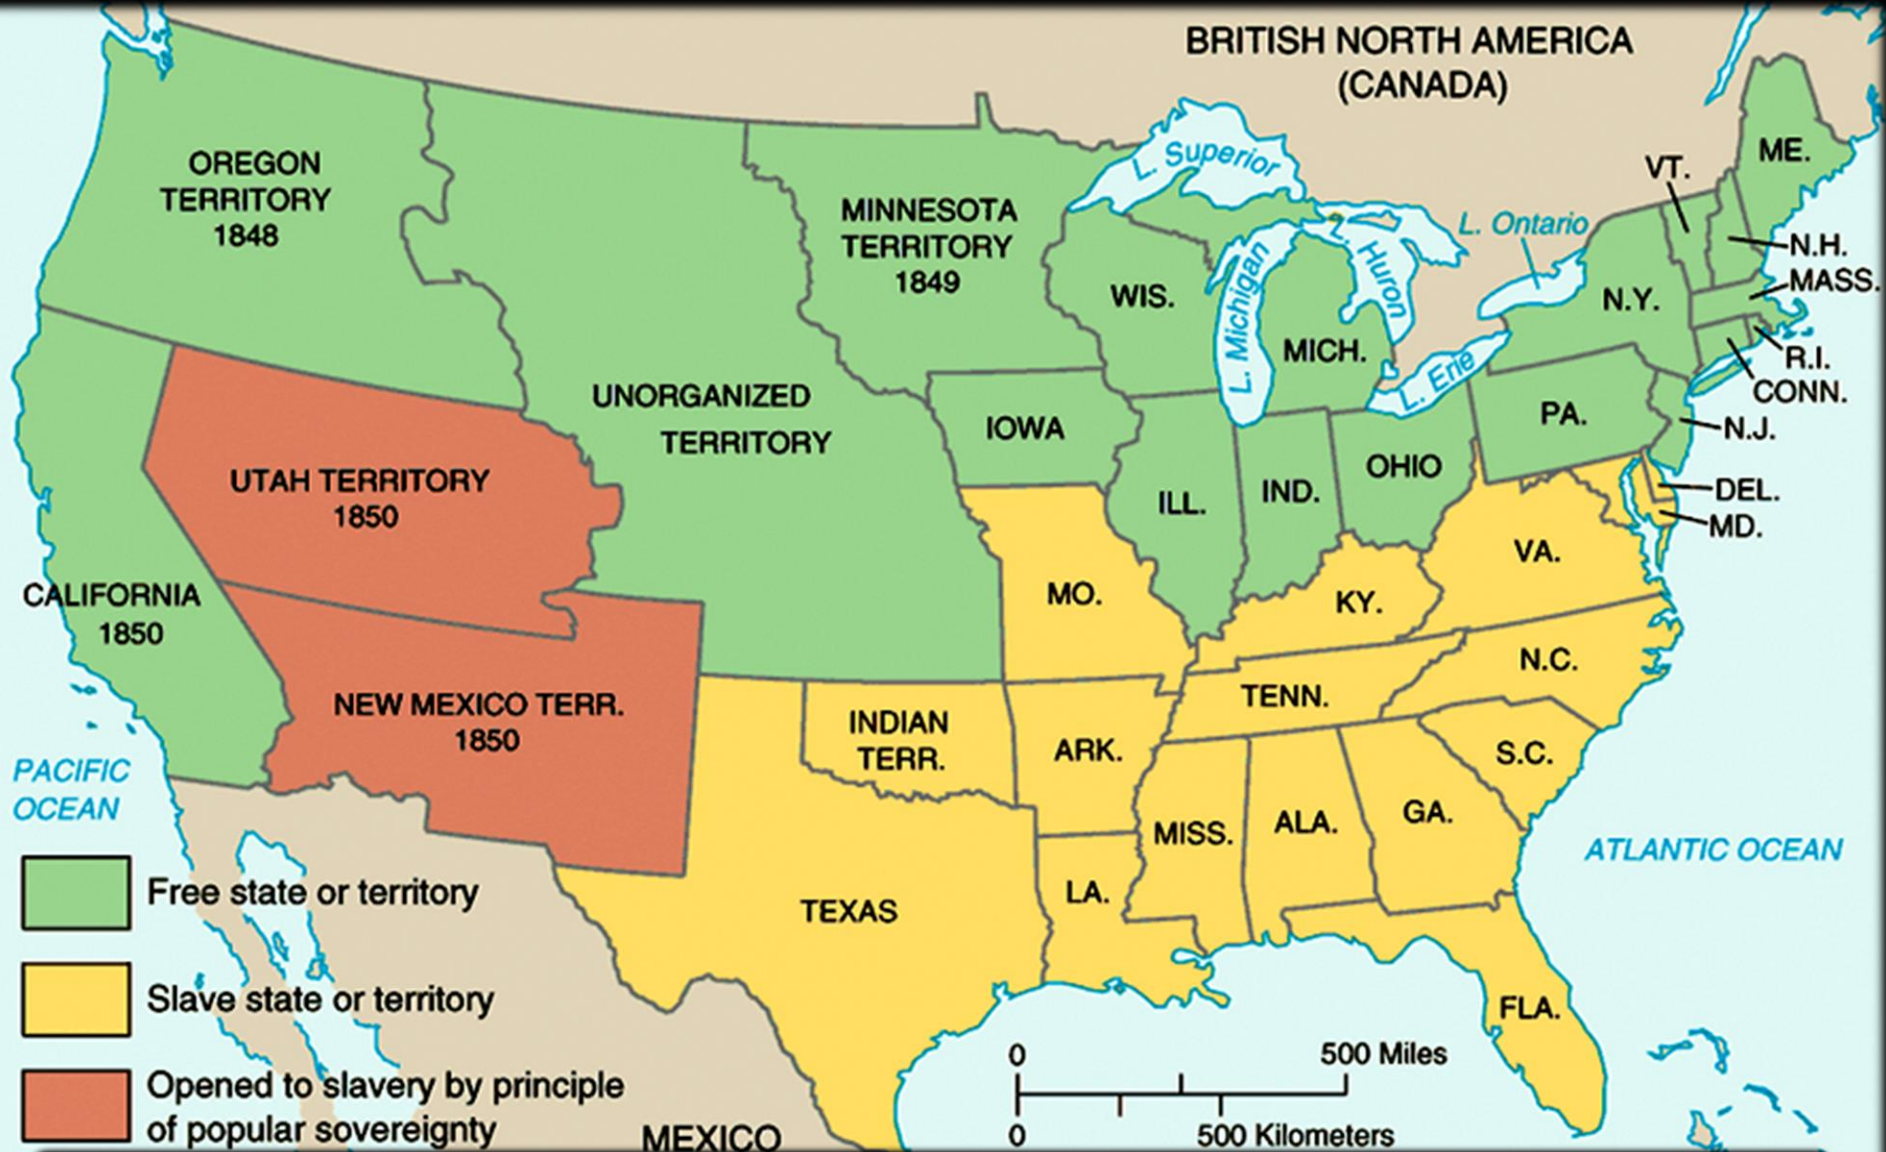 BRITISH NORTH AMERICA
(CANADA)
OREGON
TERRITORY
1848
MINNESOTA
TERRITORY
1849
L. Superior
L. Michigan
L. Huron
L. Ontario
L. Erie
ME.
VT.
N.H.
MASS.
R.I.
CONN.
N.Y.
N.J.
PA.
DEL.
MD.
WIS.
MICH.
UNORGANIZED
TERRITORY
IOWA
ILL.
IND.
OHIO
UTAH TERRITORY
1850
CALIFORNIA
1850
MO.
KY.
VA.
NEW MEXICO TERR.
1850
INDIAN
TERR.
ARK.
TENN.
N.C.
S.C.
MISS.
ALA.
GA.
LA.
TEXAS
FLA.
PACIFIC
OCEAN
ATLANTIC OCEAN
MEXICO
Free state or territory
Slave state or territory
Opened to slavery by principle
of popular sovereignty
0 500 Miles
0 500 Kilometers